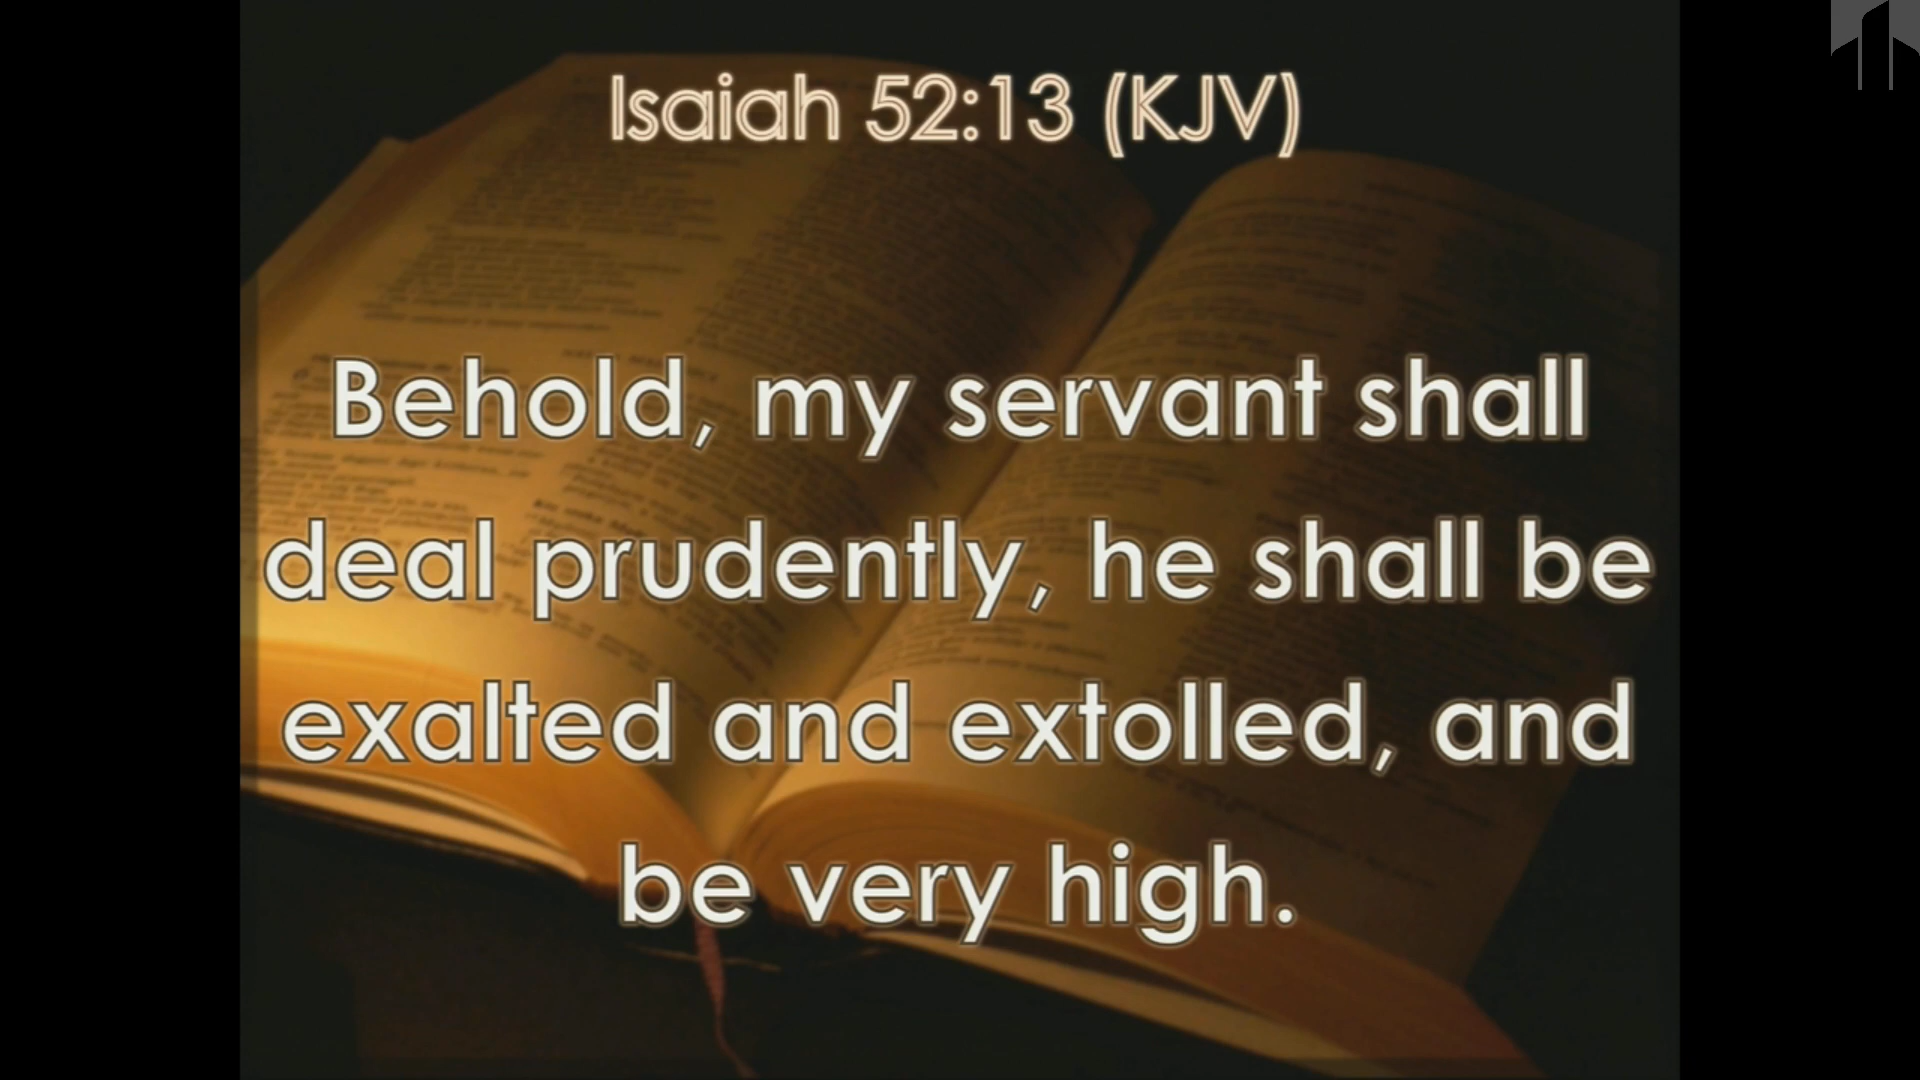 Isaiah 52:13 (KJV)
Behold, my servant shall
deal prudently, he shall be
exalted and extolled, and
be very high.